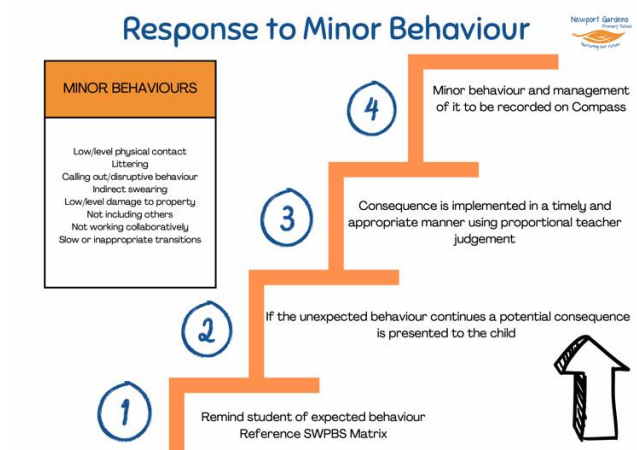 Response to Minor Behaviour
Newport Gardens
Primary School
Nurturing our future
MINOR BEHAVIOURS
Low/level physical contact
Littering
Calling out/disruptive behaviour
Indirect swearing
Low/level damage to property
Not including others
Not working collaboratively
Slow or inappropriate transitions
4
Minor behaviour and management
of it to be recorded on Compass
3
Consequence is implemented in a timely and
appropriate manner using proportional teacher
judgement
2
If the unexpected behaviour continues a potential consequence
is presented to the child
1
Remind student of expected behaviour
Reference SWPBS Matrix